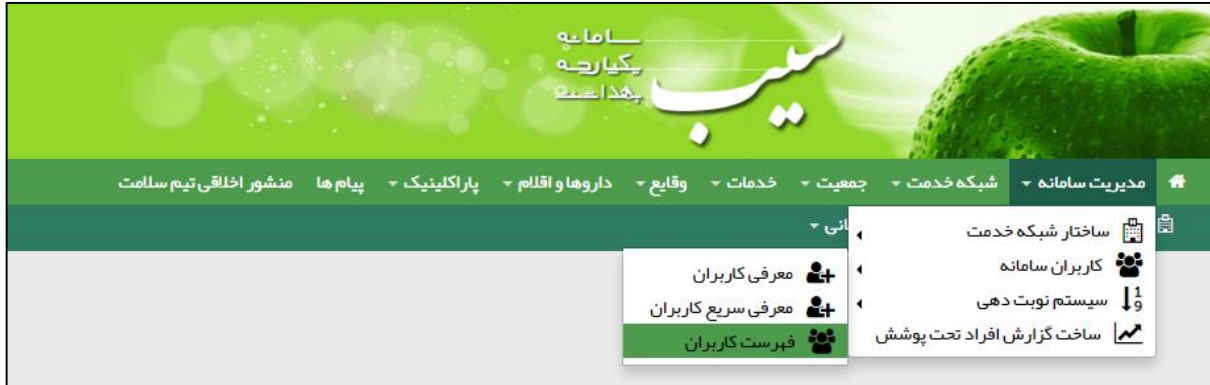 سیب
سامانه
یکپارچه
بهداشت
مدیریت سامانه شبکه خدمت جمعیت خدمات وقایع داروها و اقلام پاراکلینیک پیام ها منشور اخلاقی تیم سلامت
انی
ساختار شبکه خدمت
کاربران سامانه
سیستم نوبت دهی
ساخت گزارش افراد تحت پوشش
معرفی کاربران
معرفی سریع کاربران
فهرست کاربران